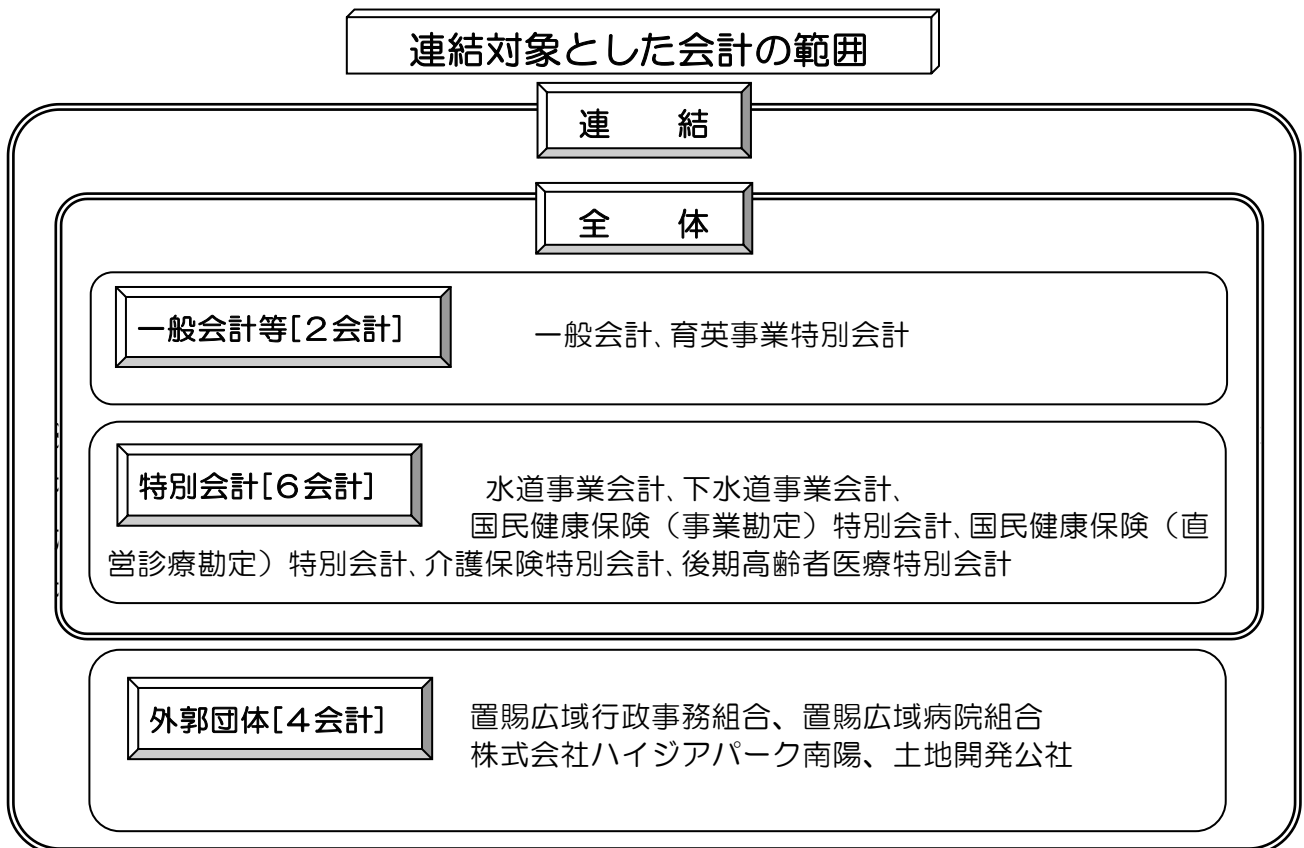 連結対象とした会計の範囲
連　　結
全　　体
一般会計等[２会計]
一般会計、育英事業特別会計
特別会計[６会計]
水道事業会計、下水道事業会計、
国民健康保険（事業勘定）特別会計、国民健康保険（直
営診療勘定）特別会計、介護保険特別会計、後期高齢者医療特別会計
外郭団体[４会計]
置賜広域行政事務組合、置賜広域病院組合
株式会社ハイジアパーク南陽、土地開発公社